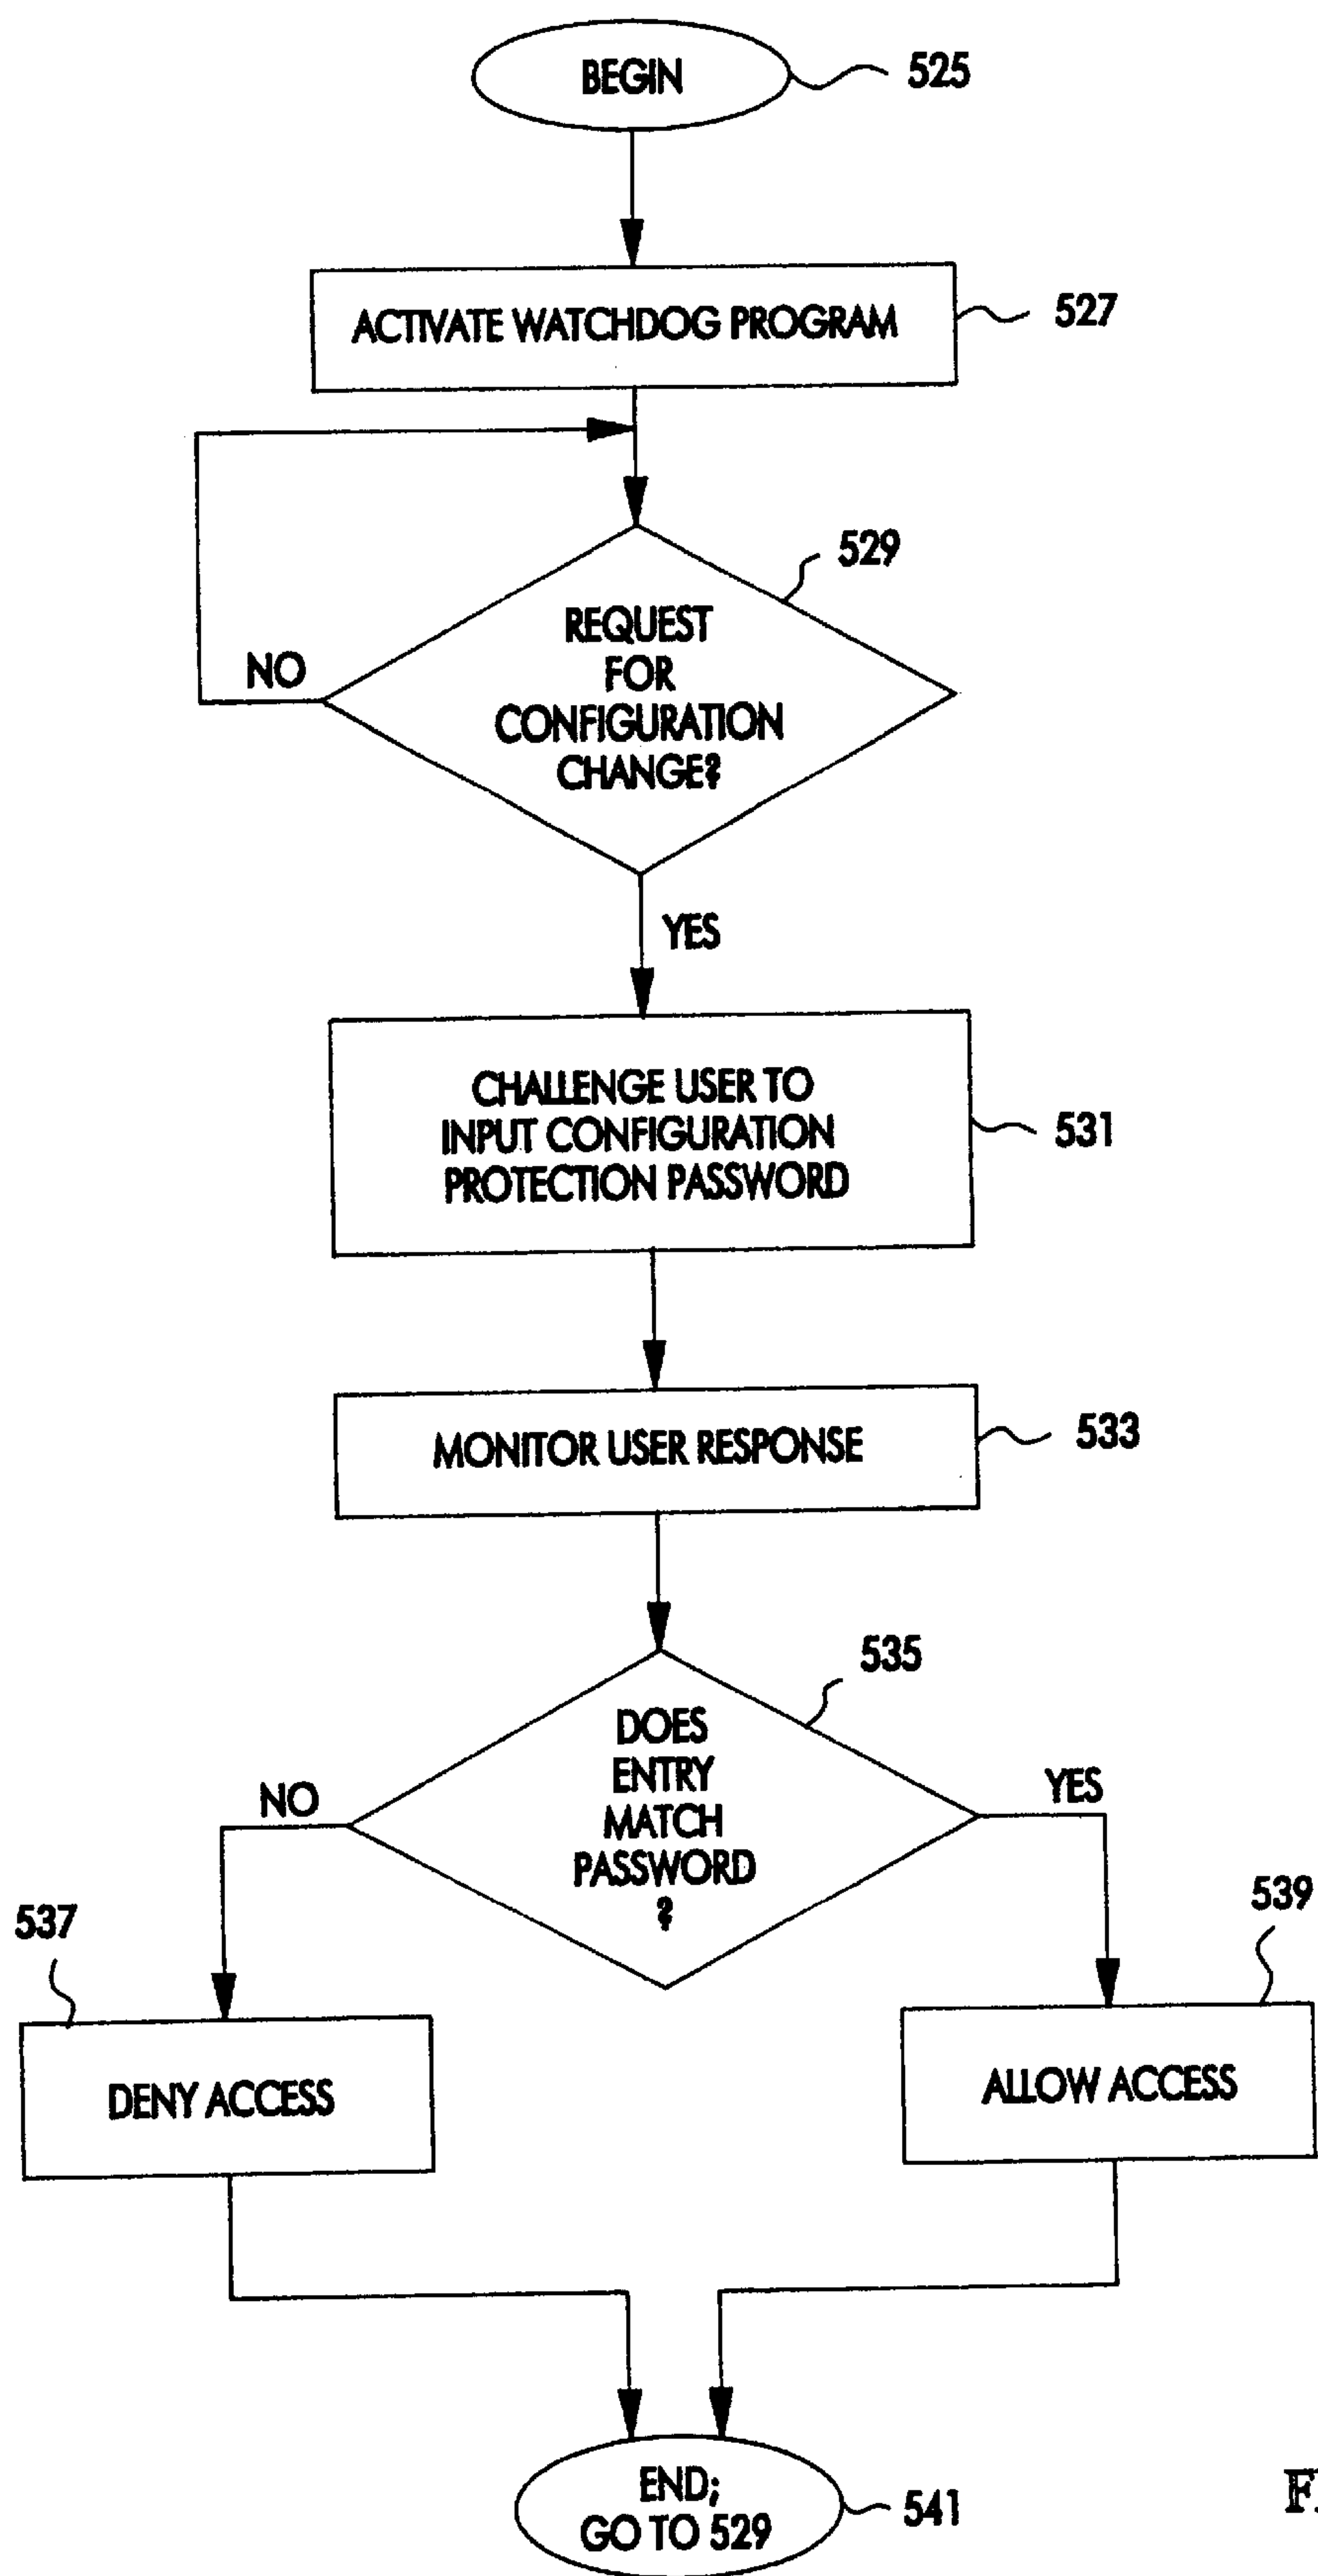 BEGIN
525
ACTIVATE WATCHDOG PROGRAM
527
529
REQUEST
FOR
CONFIGURATION
CHANGE?
NO
YES
CHALLENGE USER TO
INPUT CONFIGURATION
PROTECTION PASSWORD
531
MONITOR USER RESPONSE
533
535
DOES
ENTRY
MATCH
PASSWORD
?
NO
YES
537
539
DENY ACCESS
ALLOW ACCESS
END;
GO TO 529
541